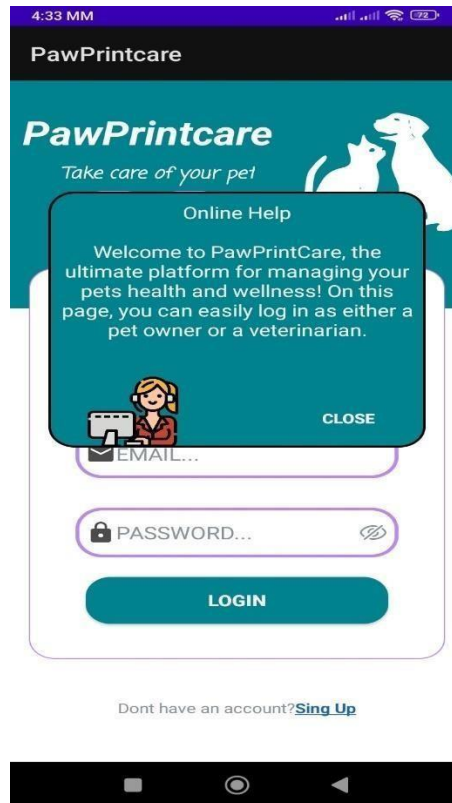 4:33 MM
72
PawPrintcare
PawPrintcare
Take care of your pet
Online Help
Welcome to PawPrintCare, the
ultimate platform for managing your
pets health and wellness! On this
page, you can easily log in as either a
pet owner or a veterinarian.
CLOSE
EMAIL...
PASSWORD...
LOGIN
Dont have an account?Sing Up